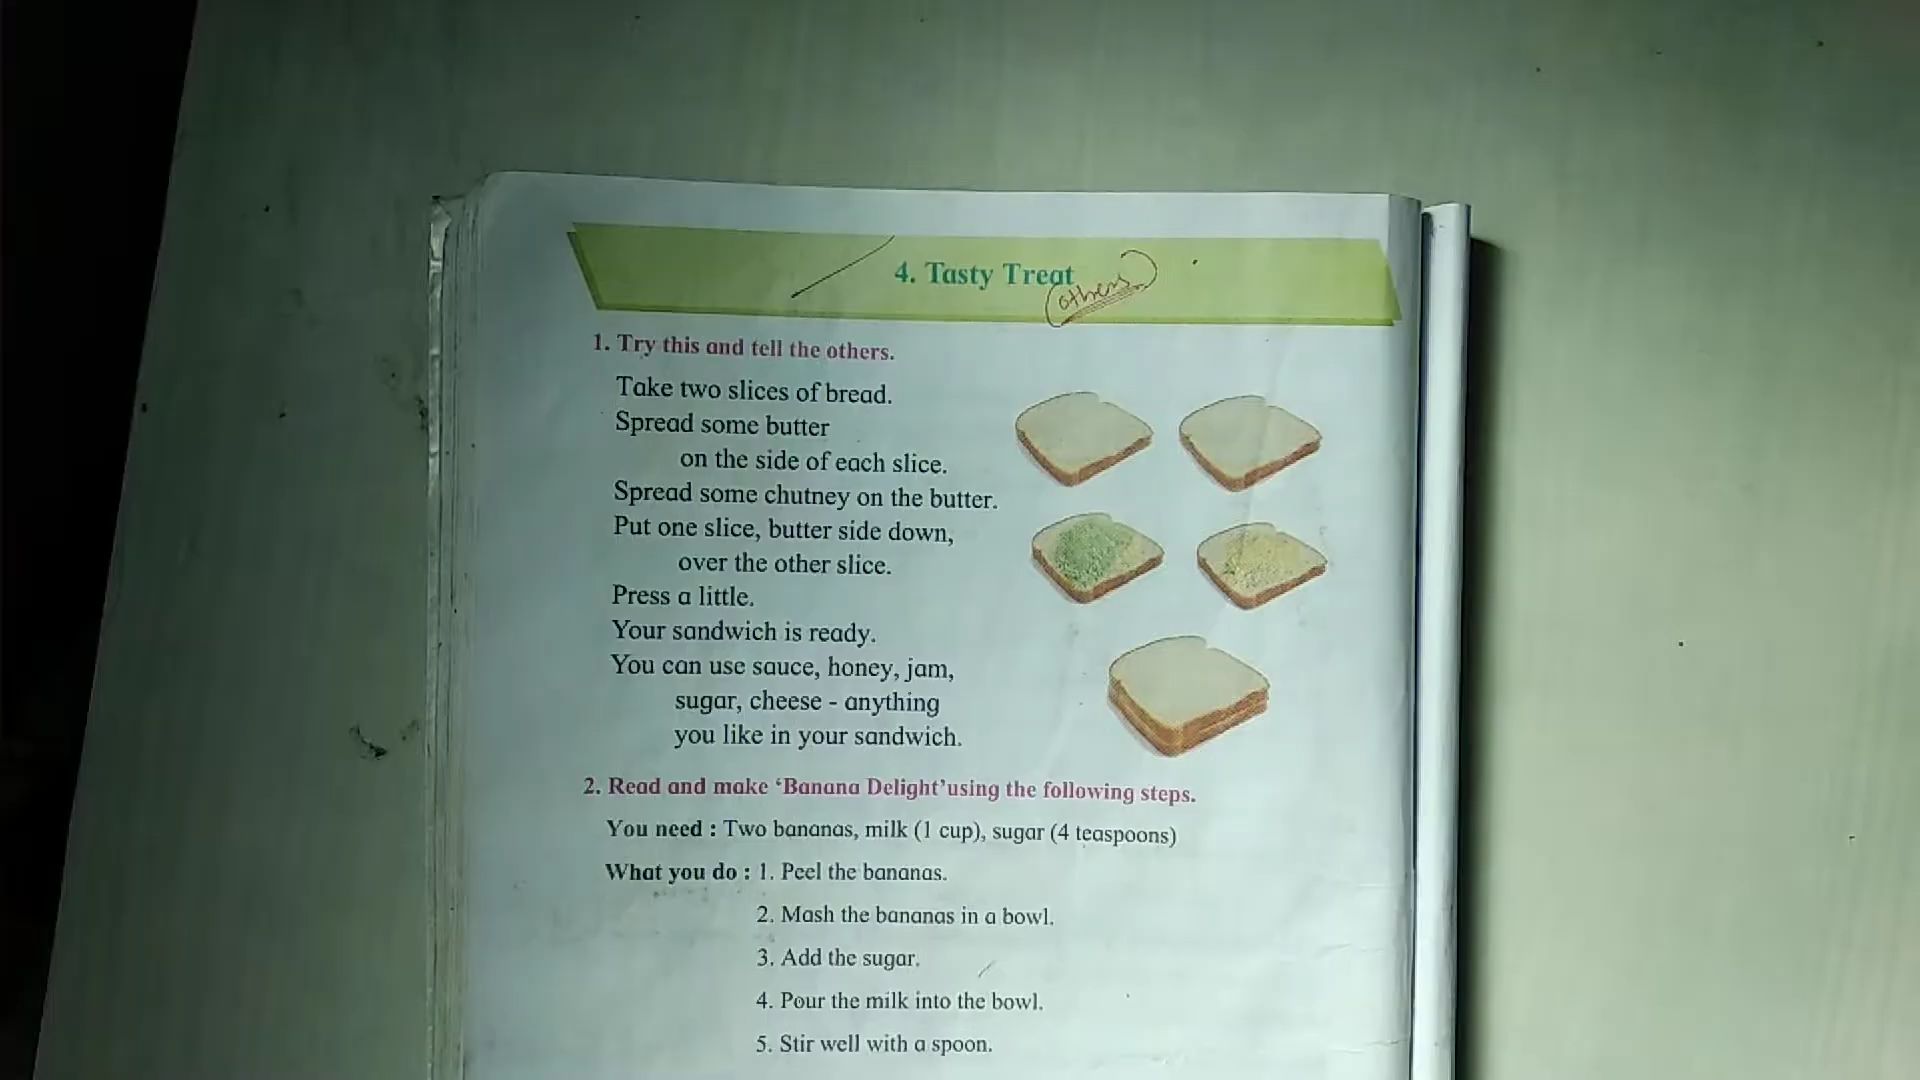 4. Tasty Treat
others
1. Try this and tell the others.
Take two slices of bread.
Spread some butter
on the side of each slice.
Spread some chutney on the butter.
Put one slice, butter side down,
over the other slice.
Press a little.
Your sandwich is ready.
You can use sauce, honey, jam,
sugar, cheese - anything
you like in your sandwich.
2. Read and make ‘Banana Delight’using the following steps.
You need : Two bananas, milk (1 cup), sugar (4 teaspoons)
What you do : 1. Peel the bananas.
2. Mash the bananas in a bowl.
3. Add the sugar.
4. Pour the milk into the bowl.
5. Stir well with a spoon.